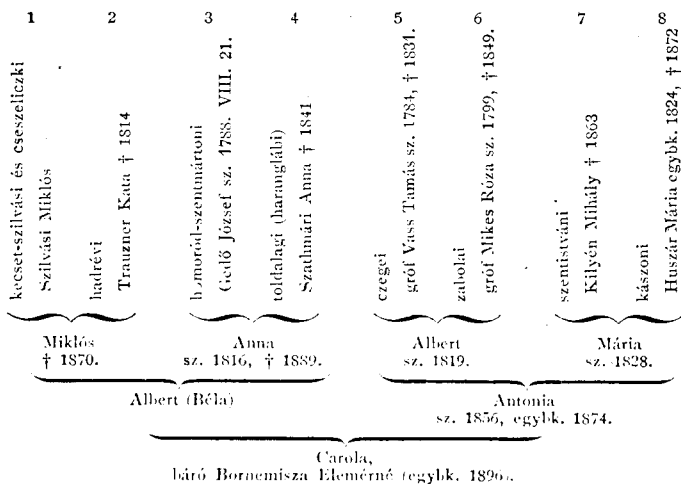 1 2 3 4 5 6 7 8
kecset-szilvási és cseszeliczki
Szilvási Miklós
hadrévi
Trauzner Kata † 1814
homoród-szentmártoni
Gedő József sz. 1788. VIII. 21.
toldalagi (haranglábi)
Szathmári Anna † 1841
czegei
gróf Vass Tamás sz. 1784, † 1831.
zabolai
gróf Mikes Róza sz. 1799, † 1849.
szentistváni
Kilyén Mihály † 1863
kászoni
Huszár Mária egybk. 1824, † 1872
Miklós
† 1870.
Anna
sz. 1816, † 1889.
Albert
sz. 1819.
Mária
sz. 1828.
Albert (Béla)
Antonia
sz. 1856, egybk. 1874.
Carola,
báró Bornemisza Elemérné (egybk. 1896).